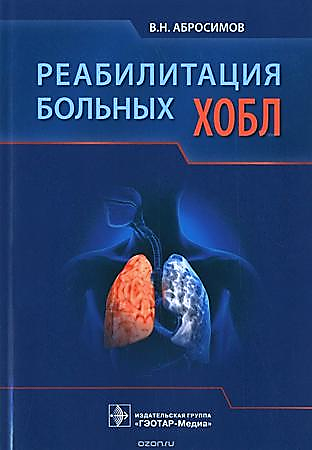 В.Н. АБРОСИМОВ
РЕАБИЛИТАЦИЯ
БОЛЬНЫХ ХОБЛ
ИЗДАТЕЛЬСКАЯ ГРУППА
«ГЭОТАР-Медиа»
ozon.ru